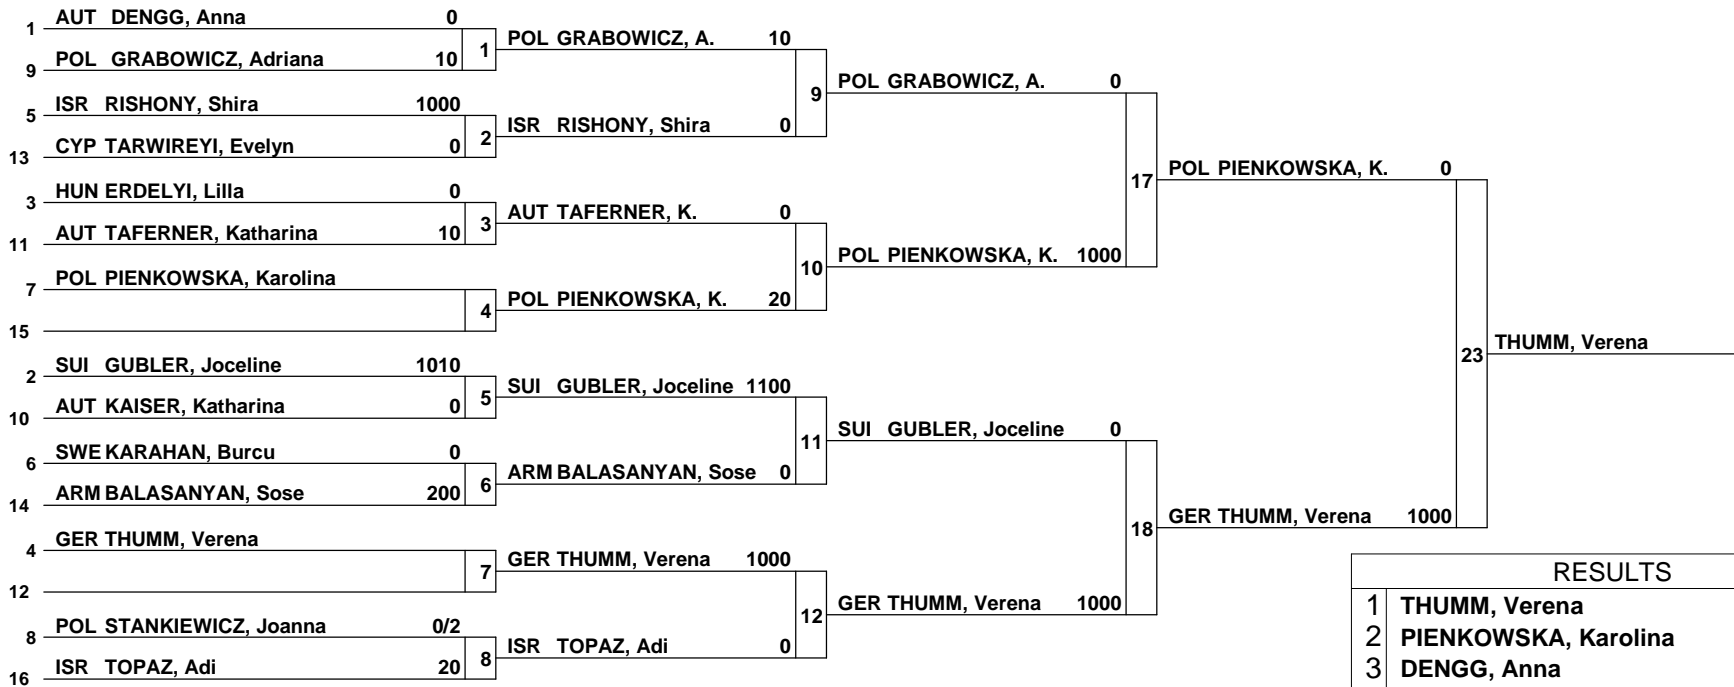 1 AUT DENGG, Anna 0
9 POL GRABOWICZ, Adriana 10
1
POL GRABOWICZ, A. 10
5 ISR RISHONY, Shira 1000
13 CYP TARWIREYI, Evelyn 0
2
ISR RISHONY, Shira 0
9
POL GRABOWICZ, A. 0
3 HUN ERDELYI, Lilla 0
11 AUT TAFERNER, Katharina 10
3
AUT TAFERNER, K. 0
7 POL PIENKOWSKA, Karolina
15
4
POL PIENKOWSKA, K. 20
10
POL PIENKOWSKA, K. 1000
17
POL PIENKOWSKA, K. 0
2 SUI GUBLER, Joceline 1010
10 AUT KAISER, Katharina 0
5
SUI GUBLER, Joceline 1100
6 SWE KARAHAN, Burcu 0
14 ARM BALASANYAN, Sose 200
6
ARM BALASANYAN, Sose 0
11
SUI GUBLER, Joceline 0
4 GER THUMM, Verena
12
7
GER THUMM, Verena 1000
8 POL STANKIEWICZ, Joanna 0/2
16 ISR TOPAZ, Adi 20
8
ISR TOPAZ, Adi 0
12
GER THUMM, Verena 1000
18
GER THUMM, Verena 1000
23
THUMM, Verena
RESULTS
1 THUMM, Verena
2 PIENKOWSKA, Karolina
3 DENGG, Anna